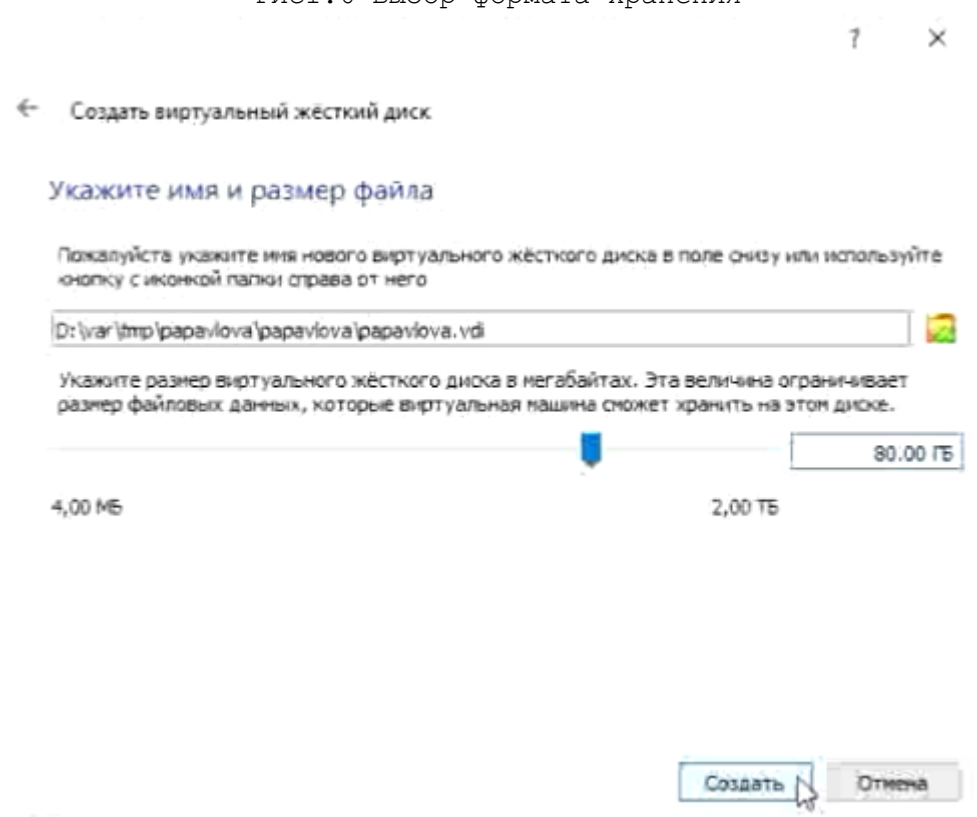 Выбор формата хранения
?
Создать виртуальный жёсткий диск
Укажите имя и размер файла
Пожалуйста укажите имя нового виртуального жёсткого диска в поле снизу или используйте
кнопку с иконкой папки справа от него
D:\var\tmp\papavlova\papavlova\papavlova.vdi
Укажите размер виртуального жёсткого диска в мегабайтах. Эта величина ограничивает
размер файловых данных, которые виртуальная машина сможет хранить на этом диске.
80.00 ГБ
4,00 МБ
2,00 ТБ
Создать
Отмена